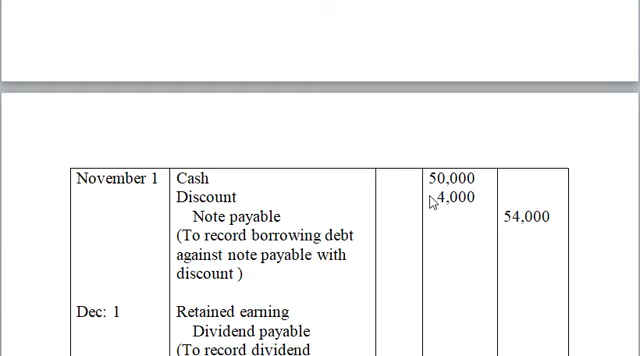 November 1 Cash 50,000
Discount 4,000
Note payable 54,000
(To record borrowing debt
against note payable with
discount )
Dec: 1 Retained earning
Dividend payable
(To record dividend